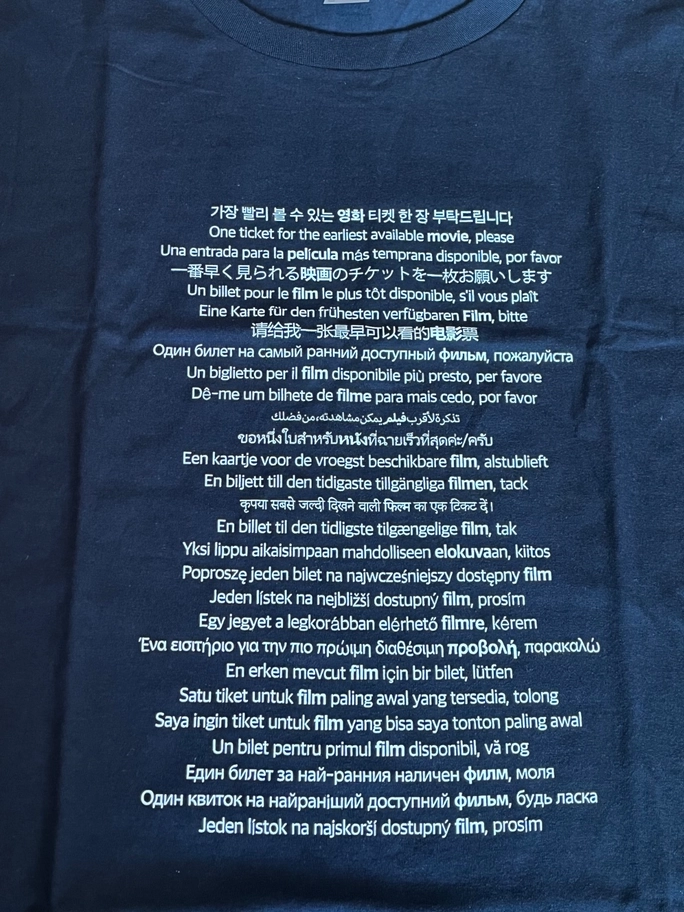 가장 빨리 볼 수 있는 영화 티켓 한 장 부탁드립니다
One ticket for the earliest available movie, please
Una entrada para la película más temprana disponible, por favor
一番早く見られる映画のチケットを一枚お願いします
Un billet pour le film le plus tôt disponible, s'il vous plaît
Eine Karte für den frühesten verfügbaren Film, bitte
请给我一张最早可以看的电影票
Один билет на самый ранний доступный фильм, пожалуйста
Un biglietto per il film disponibile più presto, per favore
Dê-me um bilhete de filme para mais cedo, por favor
تذكرة لأقرب فيلم يمكن مشاهدته، من فضلك
ขอหนึ่งใบสำหรับหนังที่ฉายเร็วที่สุดค่ะ/ครับ
Een kaartje voor de vroegst beschikbare film, alstublieft
En biljett till den tidigaste tillgängliga filmen, tack
कृपया सबसे जल्दी दिखने वाली फिल्म का एक टिकट दें।
En billet til den tidligste tilgængelige film, tak
Yksi lippu aikaisimpaan mahdolliseen elokuvaan, kiitos
Poproszę jeden bilet na najwcześniejszy dostępny film
Jeden lístek na nejbližší dostupný film, prosím
Egy jegyet a legkorábban elérhető filmre, kérem
Ένα εισιτήριο για την πιο πρώιμη διαθέσιμη προβολή, παρακαλώ
En erken mevcut film için bir bilet, lütfen
Satu tiket untuk film paling awal yang tersedia, tolong
Saya ingin tiket untuk film yang bisa saya tonton paling awal
Un bilet pentru primul film disponibil, vă rog
Един билет за най-ранния наличен филм, моля
Один квиток на найраніший доступний фильм, будь ласка
Jeden lístok na najskorší dostupný film, prosím